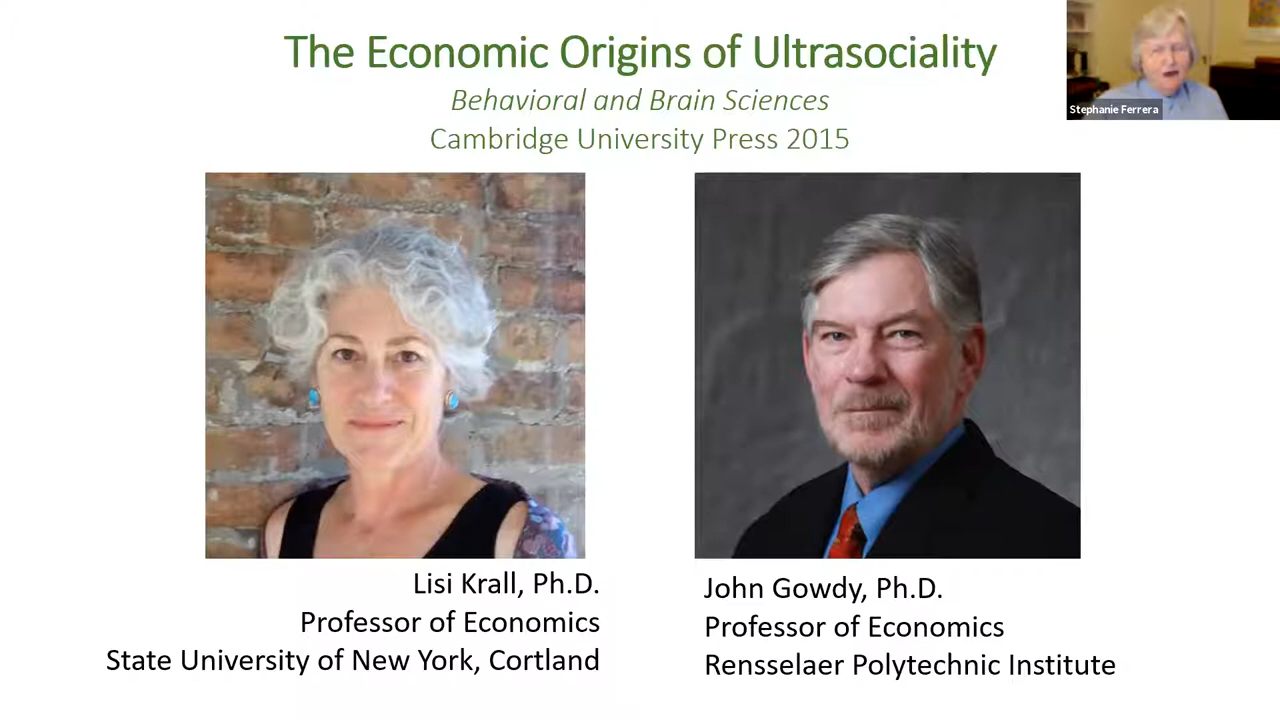 The Economic Origins of Ultrasociality
Behavioral and Brain Sciences
Cambridge University Press 2015
Stephanie Ferrera
Lisi Krall, Ph.D.
Professor of Economics
State University of New York, Cortland
John Gowdy, Ph.D.
Professor of Economics
Rensselaer Polytechnic Institute